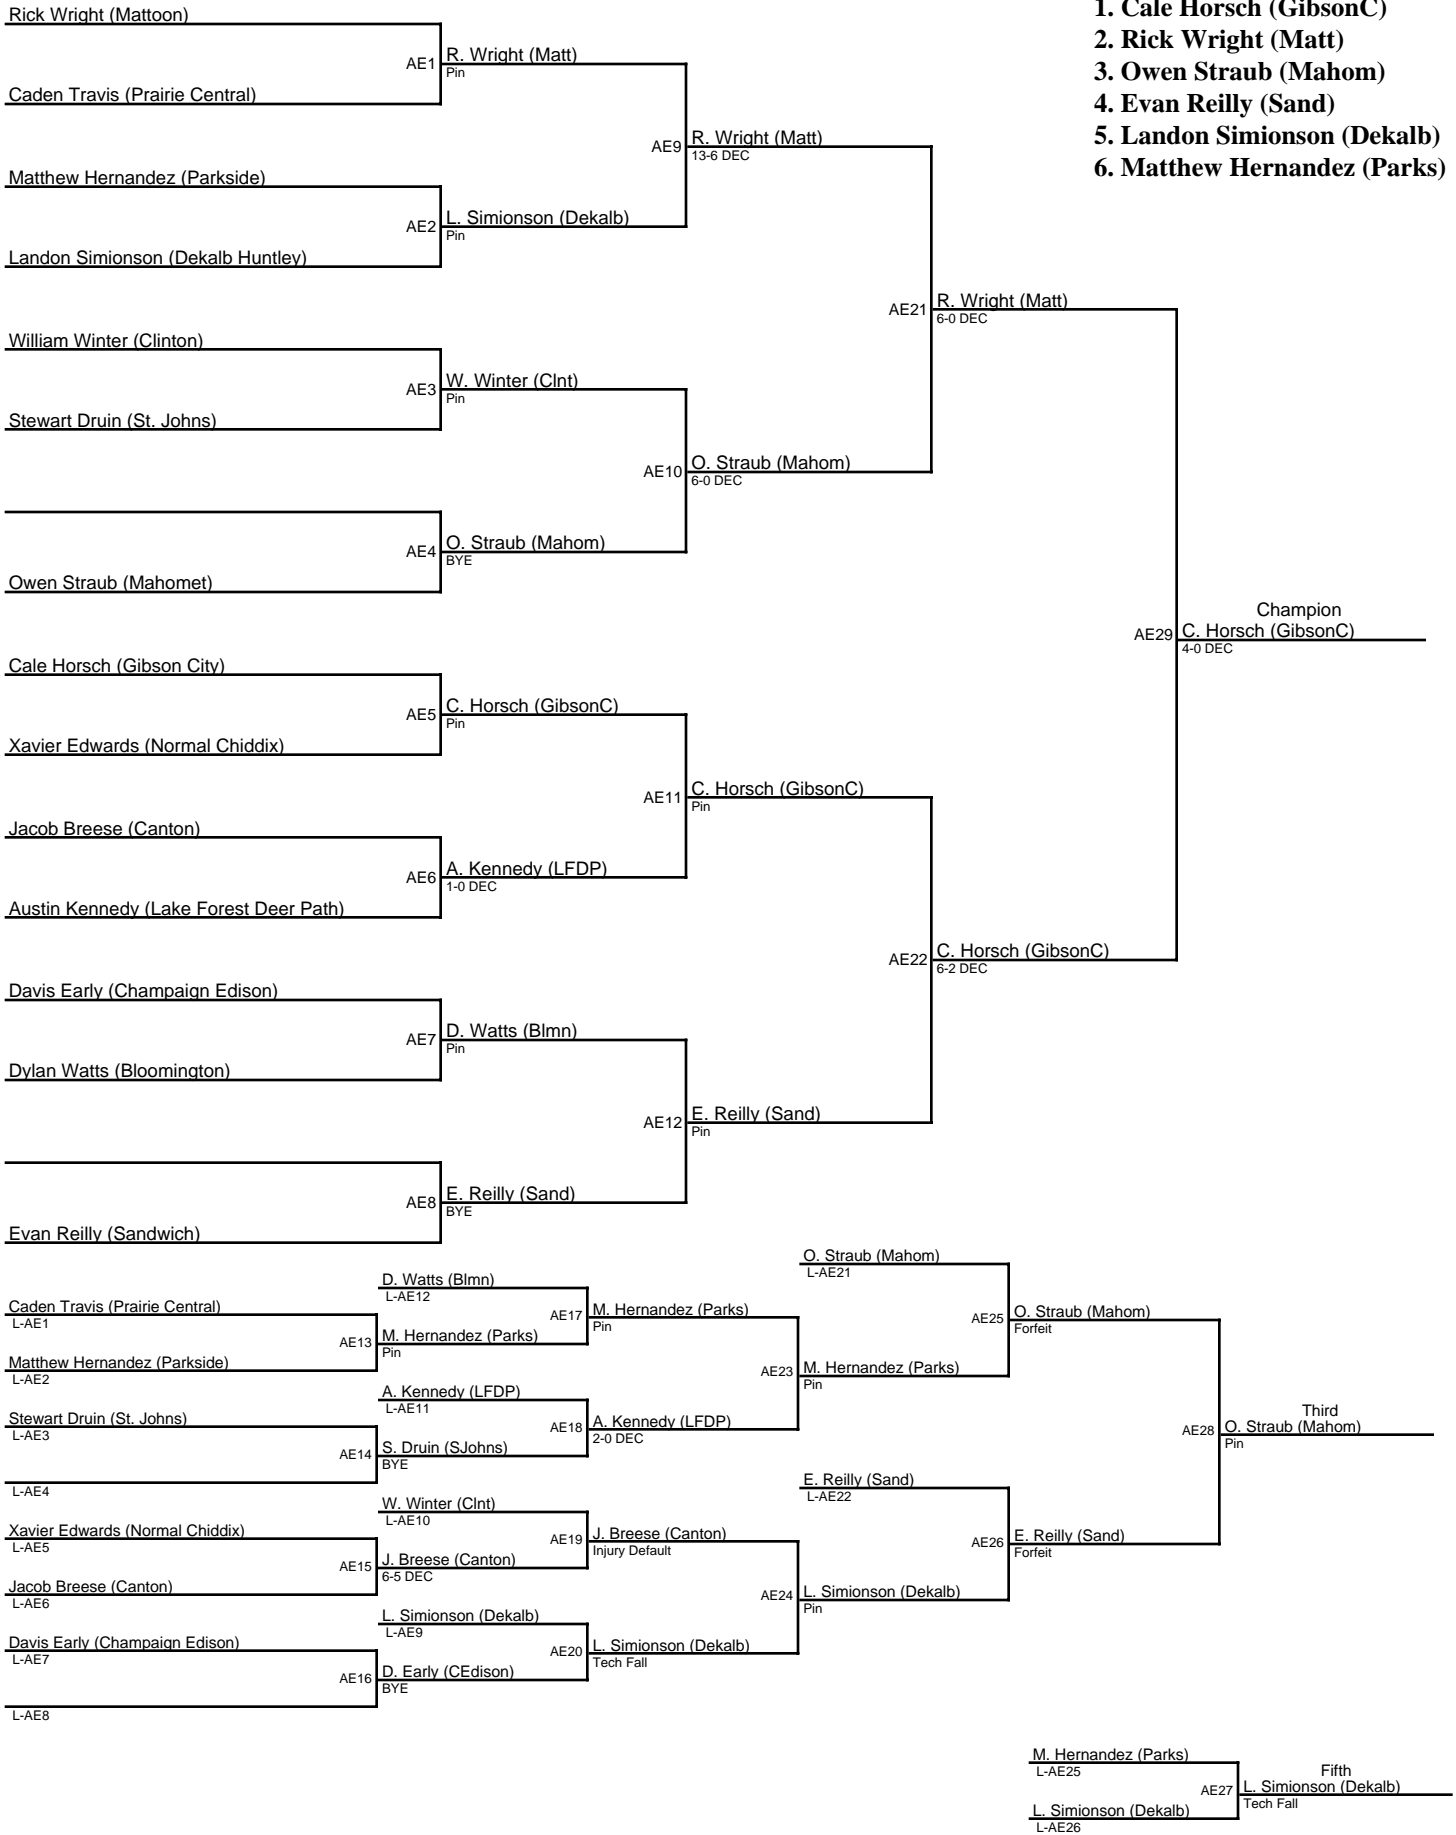 Rick Wright (Mattoon)
AE1
R. Wright (Matt)
Pin
Caden Travis (Prairie Central)
AE9
R. Wright (Matt)
13-6 DEC
Matthew Hernandez (Parkside)
AE2
L. Simionson (Dekalb)
Pin
Landon Simionson (Dekalb Huntley)
AE21
R. Wright (Matt)
6-0 DEC
William Winter (Clinton)
AE3
W. Winter (Clnt)
Pin
Stewart Druin (St. Johns)
AE10
O. Straub (Mahom)
6-0 DEC
AE4
O. Straub (Mahom)
BYE
Owen Straub (Mahomet)
AE29
Champion
C. Horsch (GibsonC)
4-0 DEC
Cale Horsch (Gibson City)
AE5
C. Horsch (GibsonC)
Pin
Xavier Edwards (Normal Chiddix)
AE11
C. Horsch (GibsonC)
Pin
Jacob Breese (Canton)
AE6
A. Kennedy (LFDP)
1-0 DEC
Austin Kennedy (Lake Forest Deer Path)
AE22
C. Horsch (GibsonC)
6-2 DEC
Davis Early (Champaign Edison)
AE7
D. Watts (Blmn)
Pin
Dylan Watts (Bloomington)
AE12
E. Reilly (Sand)
Pin
AE8
E. Reilly (Sand)
BYE
Evan Reilly (Sandwich)
1. Cale Horsch (GibsonC)
2. Rick Wright (Matt)
3. Owen Straub (Mahom)
4. Evan Reilly (Sand)
5. Landon Simionson (Dekalb)
6. Matthew Hernandez (Parks)
O. Straub (Mahom)
L-AE21
D. Watts (Blmn)
L-AE12
Caden Travis (Prairie Central)
L-AE1
AE17
M. Hernandez (Parks)
Pin
AE25
O. Straub (Mahom)
Forfeit
AE13
M. Hernandez (Parks)
Pin
Matthew Hernandez (Parkside)
L-AE2
AE23
M. Hernandez (Parks)
Pin
A. Kennedy (LFDP)
L-AE11
Stewart Druin (St. Johns)
L-AE3
AE18
A. Kennedy (LFDP)
2-0 DEC
AE14
S. Druin (SJohns)
BYE
L-AE4
AE28
Third
O. Straub (Mahom)
Pin
E. Reilly (Sand)
L-AE22
W. Winter (Clnt)
L-AE10
Xavier Edwards (Normal Chiddix)
L-AE5
AE19
J. Breese (Canton)
Injury Default
AE26
E. Reilly (Sand)
Forfeit
AE15
J. Breese (Canton)
6-5 DEC
Jacob Breese (Canton)
L-AE6
AE24
L. Simionson (Dekalb)
Pin
L. Simionson (Dekalb)
L-AE9
Davis Early (Champaign Edison)
L-AE7
AE20
L. Simionson (Dekalb)
Tech Fall
AE16
D. Early (CEdison)
BYE
L-AE8
M. Hernandez (Parks)
L-AE25
AE27
Fifth
L. Simionson (Dekalb)
Tech Fall
L. Simionson (Dekalb)
L-AE26